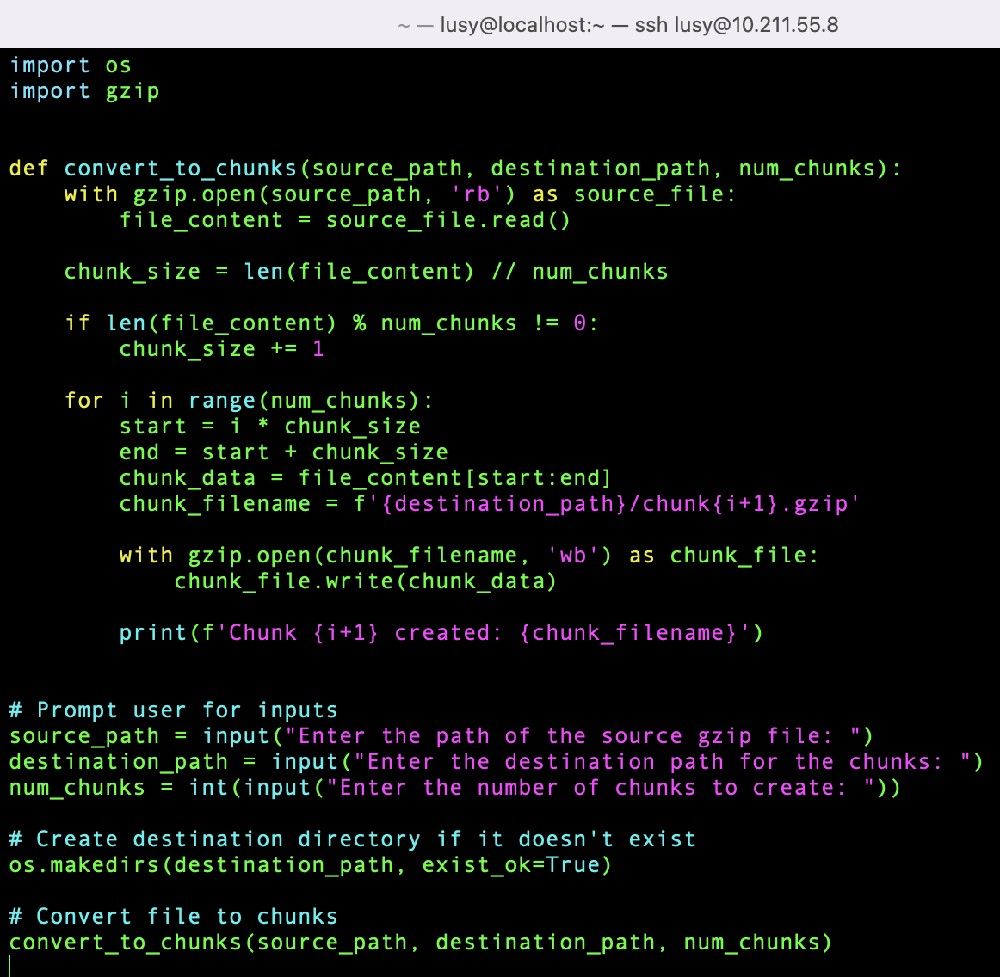 ~ — lusy@localhost:~ — ssh lusy@10.211.55.8
import os
import gzip
def convert_to_chunks(source_path, destination_path, num_chunks):
    with gzip.open(source_path, 'rb') as source_file:
        file_content = source_file.read()
    chunk_size = len(file_content) // num_chunks
    if len(file_content) % num_chunks != 0:
        chunk_size += 1
    for i in range(num_chunks):
        start = i * chunk_size
        end = start + chunk_size
        chunk_data = file_content[start:end]
        chunk_filename = f'{destination_path}/chunk{i+1}.gzip'
        with gzip.open(chunk_filename, 'wb') as chunk_file:
            chunk_file.write(chunk_data)
        print(f'Chunk {i+1} created: {chunk_filename}')
# Prompt user for inputs
source_path = input("Enter the path of the source gzip file: ")
destination_path = input("Enter the destination path for the chunks: ")
num_chunks = int(input("Enter the number of chunks to create: "))
# Create destination directory if it doesn't exist
os.makedirs(destination_path, exist_ok=True)
# Convert file to chunks
convert_to_chunks(source_path, destination_path, num_chunks)